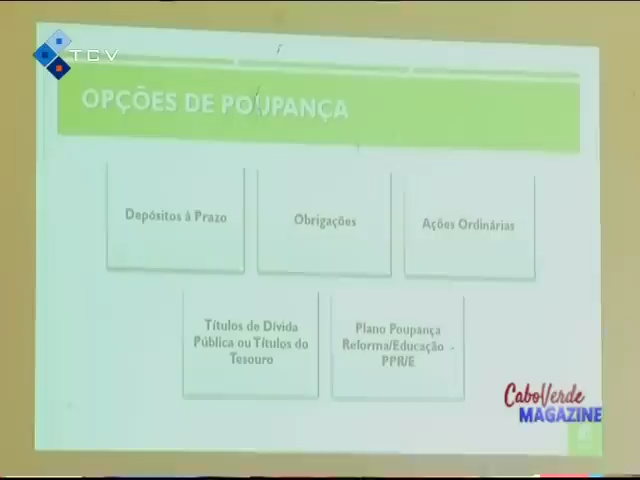 TCV
OPÇÕES DE POUPANÇA
Depósitos à Prazo
Obrigações
Ações Ordinárias
Títulos de Dívida
Pública ou Títulos do
Tesouro
Plano Poupança
Reforma/Educação -
PPR/E
CaboVerde
MAGAZINE